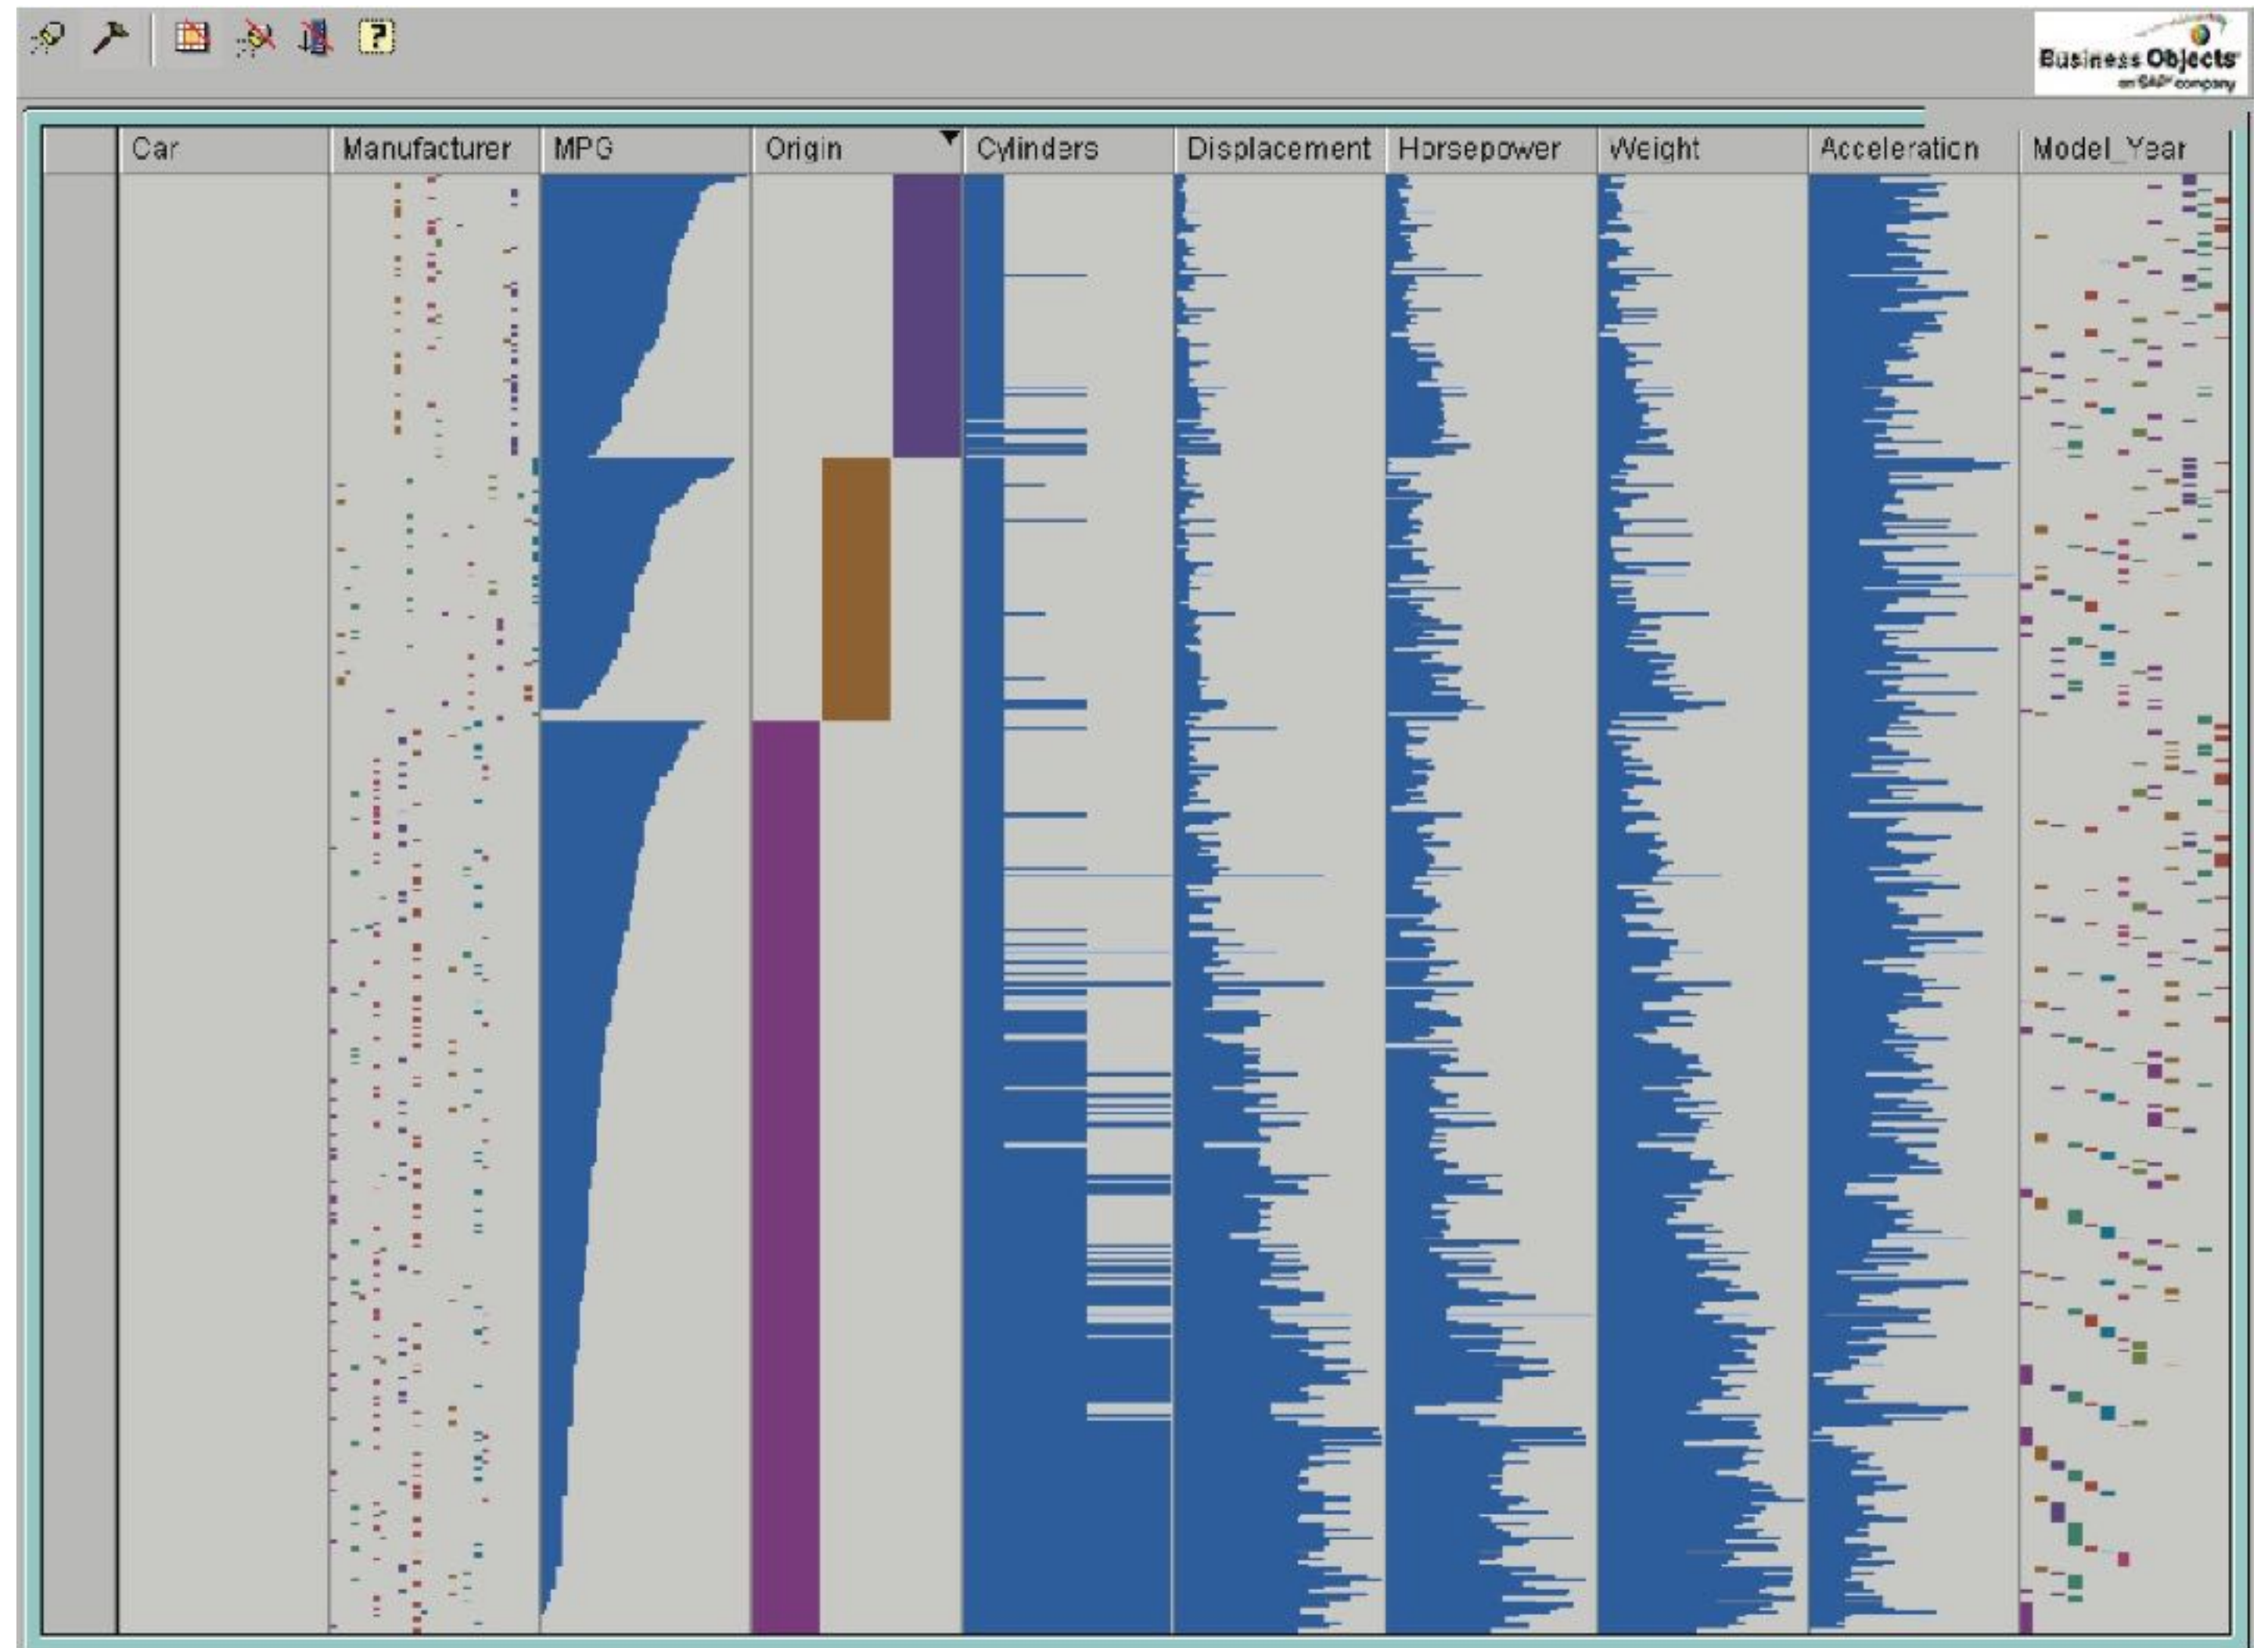 ?
Business Objects
an SAP company
Car Manufacturer MPG Origin Cylinders Displacement Horsepower Weight Acceleration Model_Year